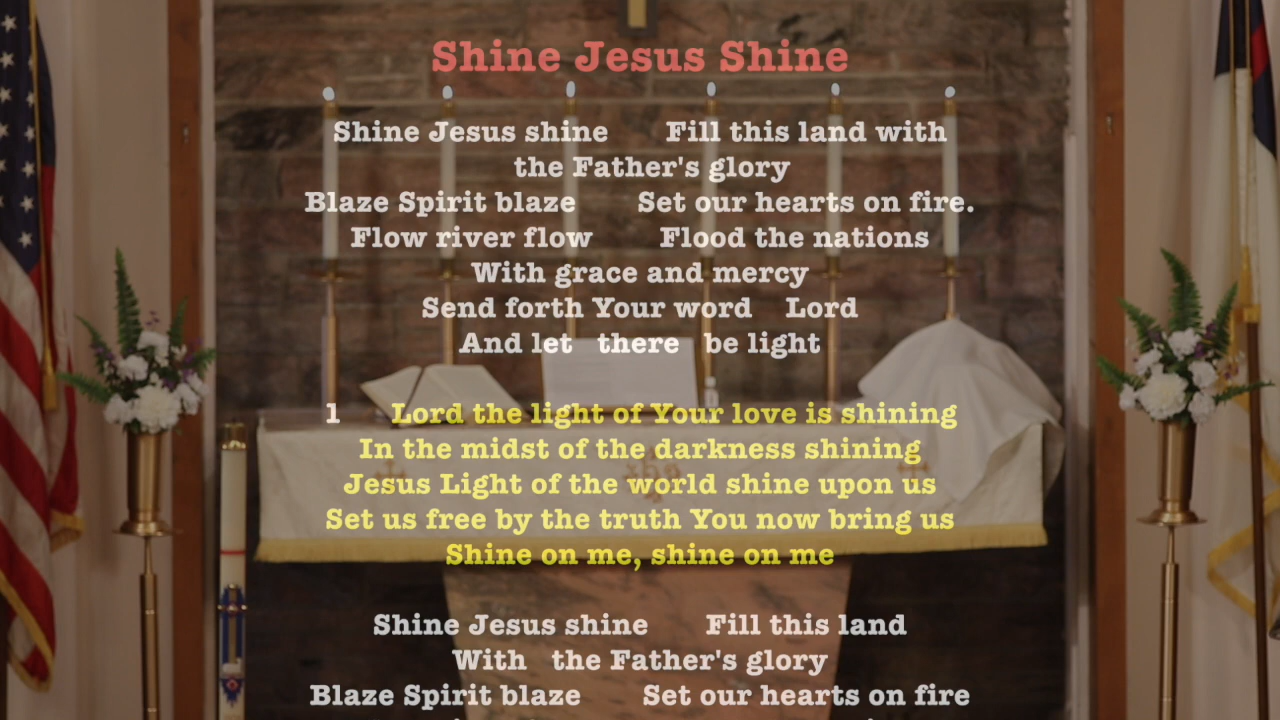 Shine Jesus Shine
Shine Jesus shine Fill this land with
the Father's glory
Blaze Spirit blaze Set our hearts on fire.
Flow river flow Flood the nations
With grace and mercy
Send forth Your word Lord
And let there be light
1 Lord the light of Your love is shining
In the midst of the darkness shining
Jesus Light of the world shine upon us
Set us free by the truth You now bring us
Shine on me, shine on me
Shine Jesus shine Fill this land
With the Father's glory
Blaze Spirit blaze Set our hearts on fire